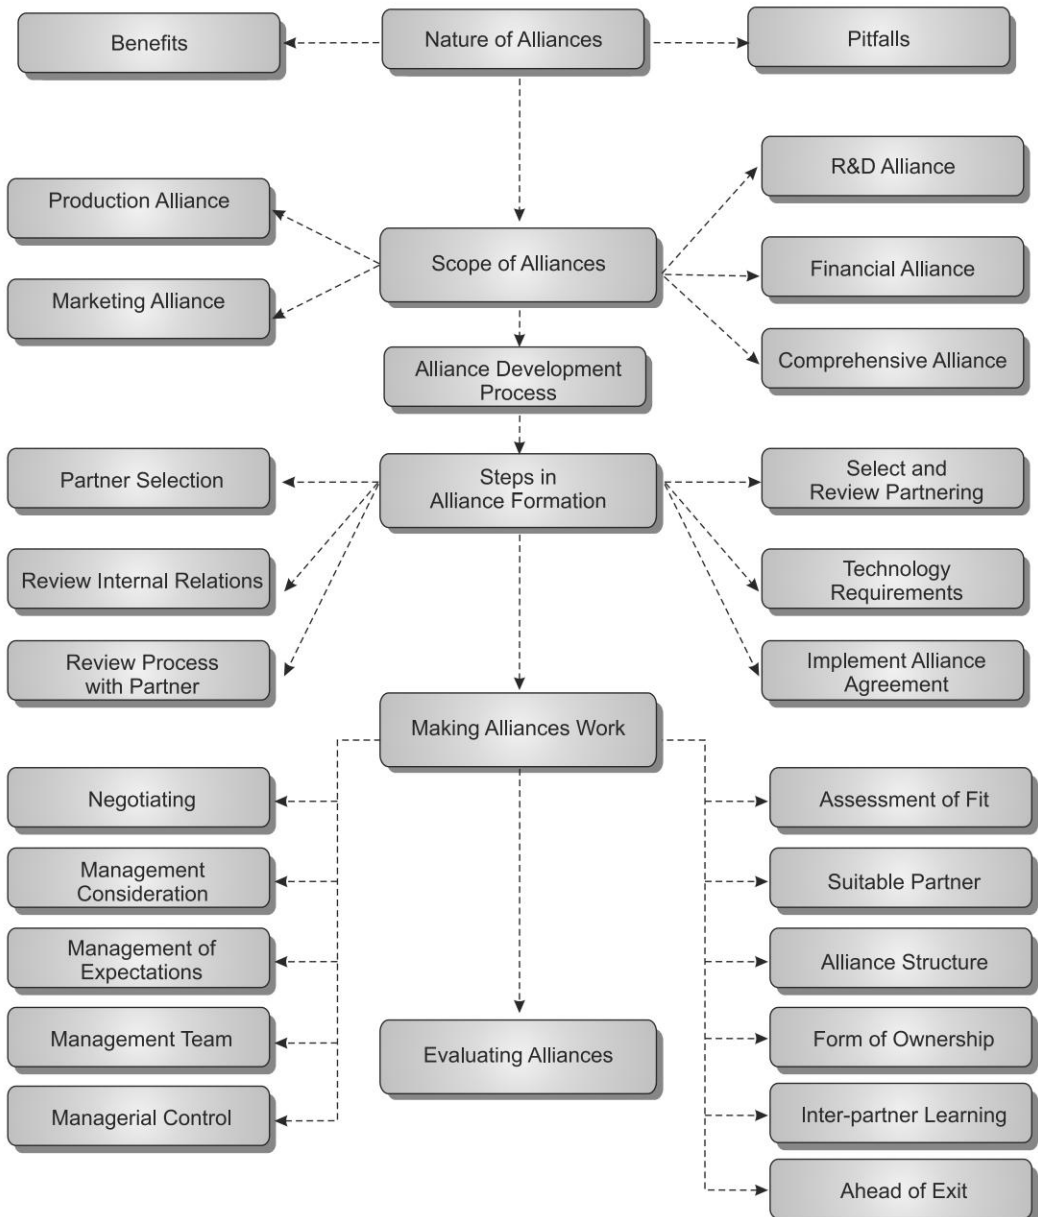 Benefits
Nature of Alliances
Pitfalls
R&D Alliance
Production Alliance
Scope of Alliances
Financial Alliance
Marketing Alliance
Comprehensive Alliance
Alliance Development
Process
Partner Selection
Steps in
Alliance Formation
Select and
Review Partnering
Review Internal Relations
Technology
Requirements
Review Process
with Partner
Implement Alliance
Agreement
Making Alliances Work
Negotiating
Assessment of Fit
Management
Consideration
Suitable Partner
Management of
Expectations
Alliance Structure
Management Team
Evaluating Alliances
Form of Ownership
Managerial Control
Inter-partner Learning
Ahead of Exit